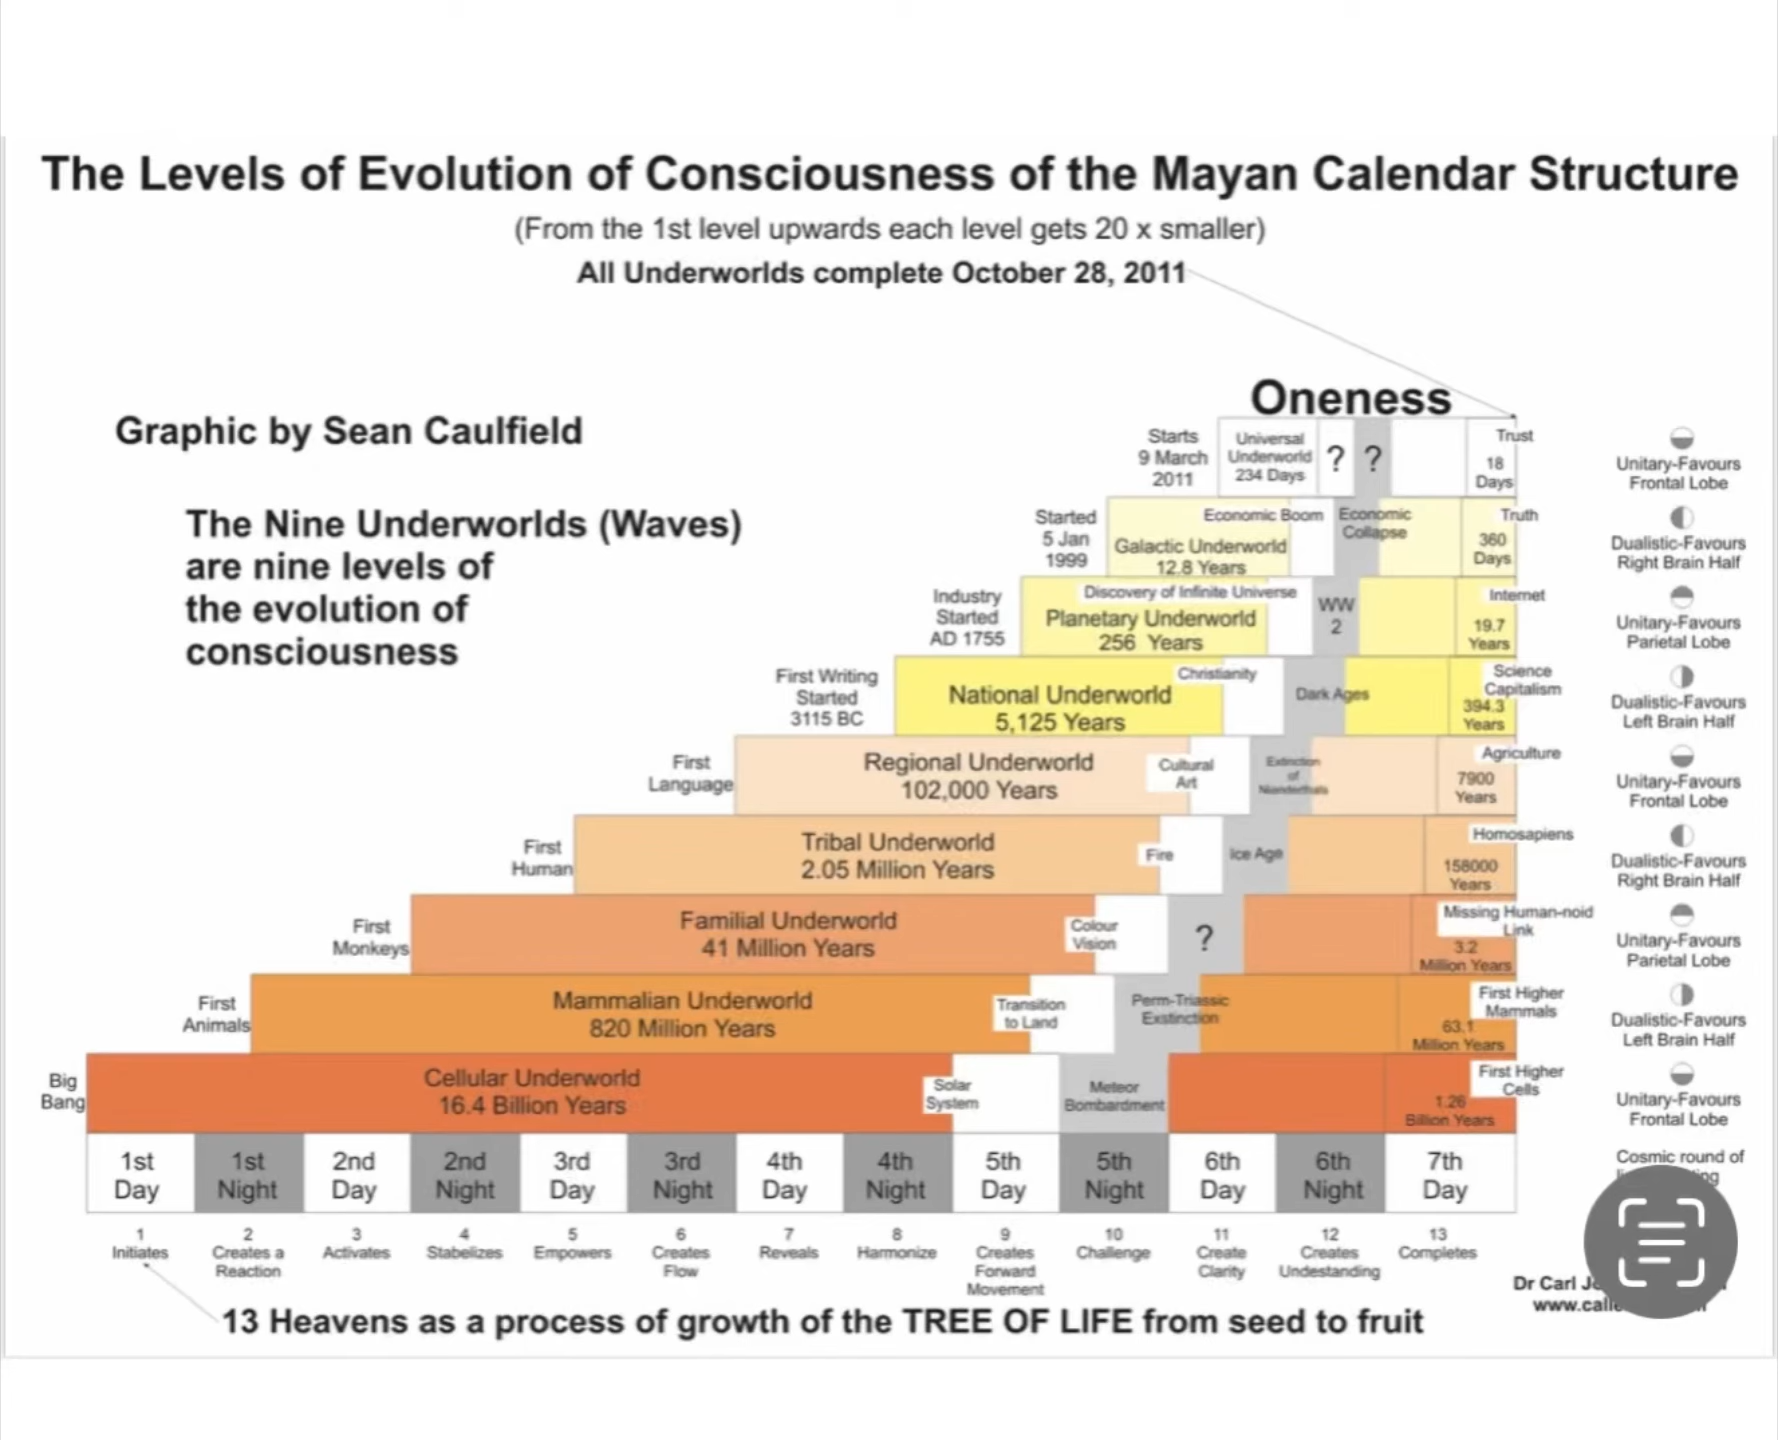 The Levels of Evolution of Consciousness of the Mayan Calendar Structure
(From the 1st level upwards each level gets 20 x smaller)
All Underworlds complete October 28, 2011
Graphic by Sean Caulfield
The Nine Underworlds (Waves)
are nine levels of
the evolution of
consciousness
Oneness
Starts
9 March
2011
Universal
Underworld
234 Days
?
?
Trust
18
Days
Unitary-Favours
Frontal Lobe
Started
5 Jan
1999
Economic Boom
Galactic Underworld
12.8 Years
Economic
Collapse
Truth
360
Days
Dualistic-Favours
Right Brain Half
Industry
Started
AD 1755
Discovery of Infinite Universe
Planetary Underworld
256 Years
WW
2
Internet
19.7
Years
Unitary-Favours
Parietal Lobe
First Writing
Started
3115 BC
Christianity
National Underworld
5,125 Years
Dark Ages
Science
Capitalism
394.3
Years
Dualistic-Favours
Left Brain Half
First
Language
Regional Underworld
102,000 Years
Cultural
Art
Extinction
of
Nianderthals
Agriculture
7900
Years
Unitary-Favours
Frontal Lobe
First
Human
Tribal Underworld
2.05 Million Years
Fire
Ice Age
Homosapiens
158000
Years
Dualistic-Favours
Right Brain Half
First
Monkeys
Familial Underworld
41 Million Years
Colour
Vision
?
Missing Human-noid
Link
3.2
Million Years
Unitary-Favours
Parietal Lobe
First
Animals
Mammalian Underworld
820 Million Years
Transition
to Land
Perm-Triassic
Exstinction
First Higher
Mammals
63.1
Million Years
Dualistic-Favours
Left Brain Half
Big
Bang
Cellular Underworld
16.4 Billion Years
Solar
System
Meteor
Bombardment
First Higher
Cells
1.26
Billion Years
Unitary-Favours
Frontal Lobe
1st
Day
1st
Night
2nd
Day
2nd
Night
3rd
Day
3rd
Night
4th
Day
4th
Night
5th
Day
5th
Night
6th
Day
6th
Night
7th
Day
Cosmic round of
1
Initiates
2
Creates a
Reaction
3
Activates
4
Stabelizes
5
Empowers
6
Creates
Flow
7
Reveals
8
Harmonize
9
Creates
Forward
Movement
10
Challenge
11
Create
Clarity
12
Creates
Undestanding
13
Completes
Dr Carl
13 Heavens as a process of growth of the TREE OF LIFE from seed to fruit